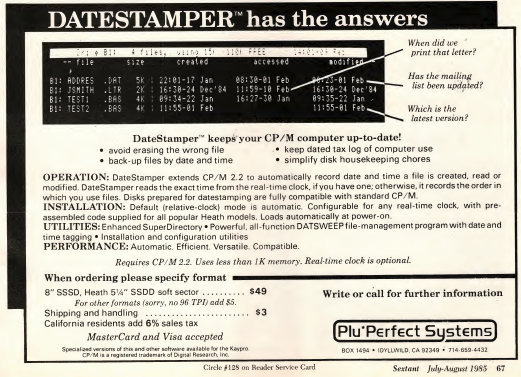 DATESTAMPER™ has the answers
Drive B1: 4 files, using 15K 110K FREE 14:01-09 Feb
-- file size created accessed modified
B1: ADDRES .DAT 5K : 22:01-17 Jan 08:30-01 Feb 08:23-01 Feb
B1: JSMITH .LTR 2K : 16:30-24 Dec'84 11:59-10 Feb 16:30-24 Dec'84
B1: TEST1 .BAS 4K : 09:34-22 Jan 16:27-30 Jan 09:35-22 Jan
B1: TEST2 .BAS 4K : 11:55-01 Feb 11:55-01 Feb
When did we
print that letter?
Has the mailing
list been updated?
Which is the
latest version?
DateStamper™ keeps your CP/M computer up-to-date!
• avoid erasing the wrong file
• back-up files by date and time
• keep dated tax log of computer use
• simplify disk housekeeping chores
OPERATION: DateStamper extends CP/M 2.2 to automatically record date and time a file is created, read or
modified. DateStamper reads the exact time from the real-time clock, if you have one; otherwise, it records the order in
which you use files. Disks prepared for datestamping are fully compatible with standard CP/M.
INSTALLATION: Default (relative-clock) mode is automatic. Configurable for any real-time clock, with pre-
assembled code supplied for all popular Heath models. Loads automatically at power-on.
UTILITIES: Enhanced SuperDirectory • Powerful, all-function DATSWEEP file-management program with date and
time tagging • Installation and configuration utilities
PERFORMANCE: Automatic. Efficient. Versatile. Compatible.
Requires CP/M 2.2. Uses less than 1K memory. Real-time clock is optional.
When ordering please specify format
8" SSSD, Heath 5¼" SSDD soft sector .......... $49
For other formats (sorry, no 96 TPI) add $5.
Shipping and handling ........................ $3
California residents add 6% sales tax
MasterCard and Visa accepted
Specialized versions of this and other software available for the Kaypro.
CP/M is a registered trademark of Digital Research, Inc.
Write or call for further information
Plu*Perfect Systems
BOX 1494 • IDYLLWILD, CA 92349 • 714-659-4432
Circle #128 on Reader Service Card
Sextant July-August 1985 67